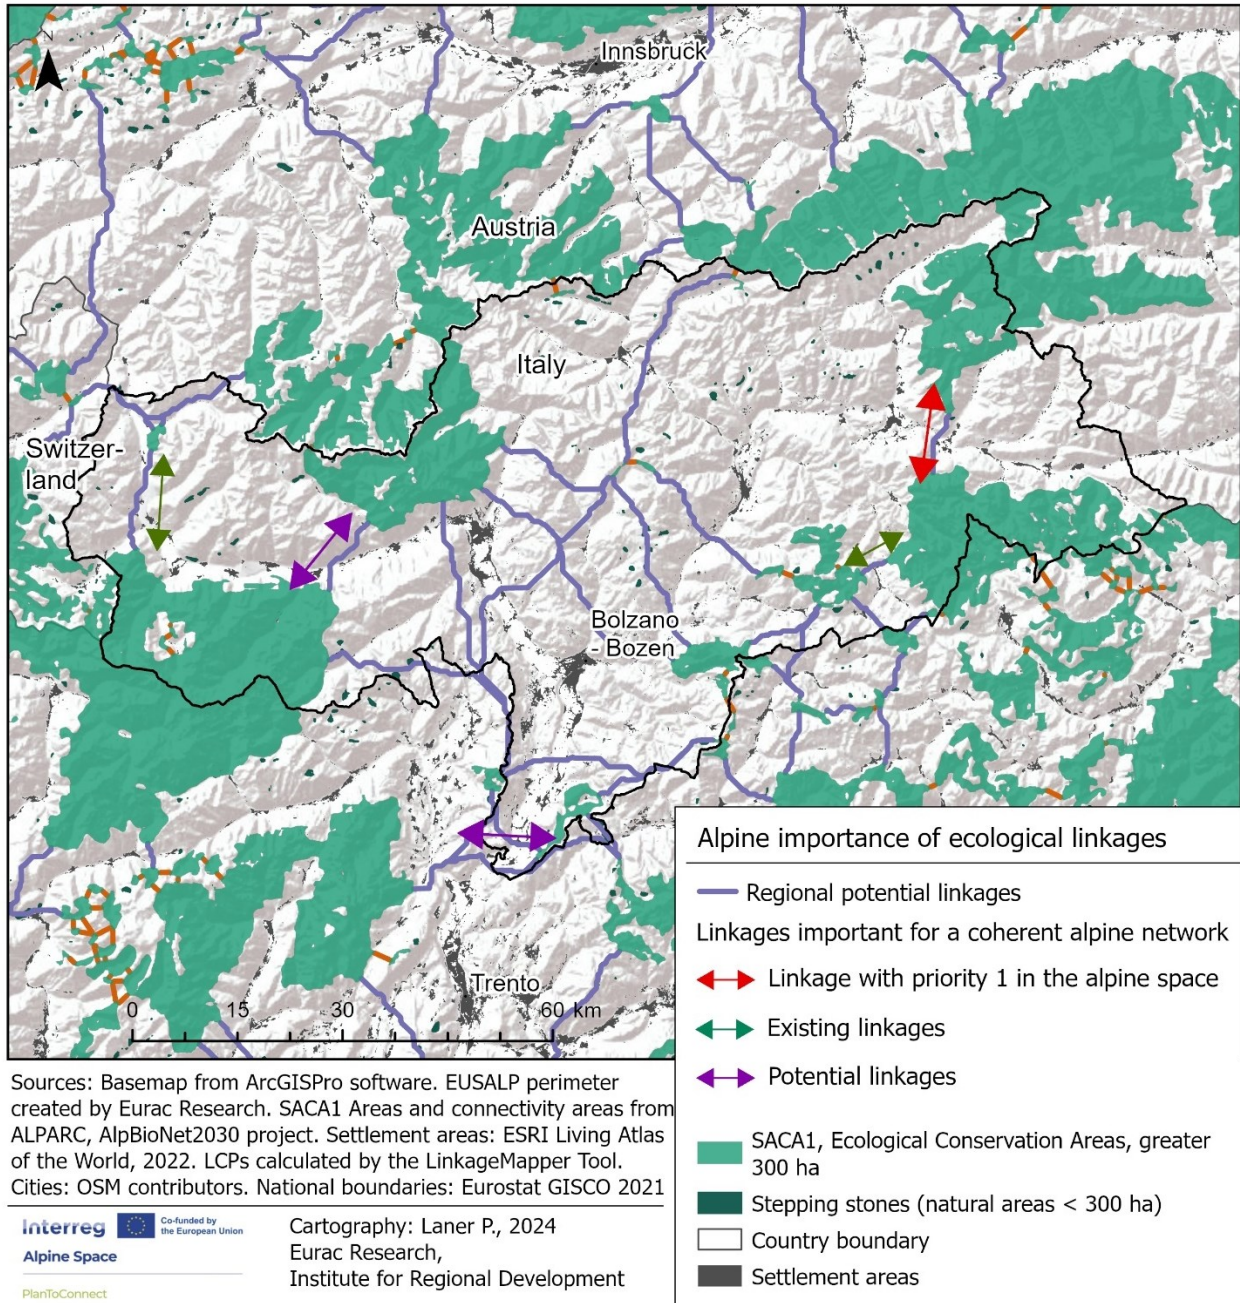 N
Innsbruck
Austria
Italy
Switzer-
land
Bolzano
- Bozen
Trento
0 15 30 60 km
Alpine importance of ecological linkages
Regional potential linkages
Linkages important for a coherent alpine network
Linkage with priority 1 in the alpine space
Existing linkages
Potential linkages
SACA1, Ecological Conservation Areas, greater
300 ha
Stepping stones (natural areas < 300 ha)
Country boundary
Settlement areas
Sources: Basemap from ArcGISPro software. EUSALP perimeter
created by Eurac Research. SACA1 Areas and connectivity areas from
ALPARC, AlpBioNet2030 project. Settlement areas: ESRI Living Atlas
of the World, 2022. LCPs calculated by the LinkageMapper Tool.
Cities: OSM contributors. National boundaries: Eurostat GISCO 2021
Interreg
Co-funded by
the European Union
Alpine Space
PlanToConnect
Cartography: Laner P., 2024
Eurac Research,
Institute for Regional Development